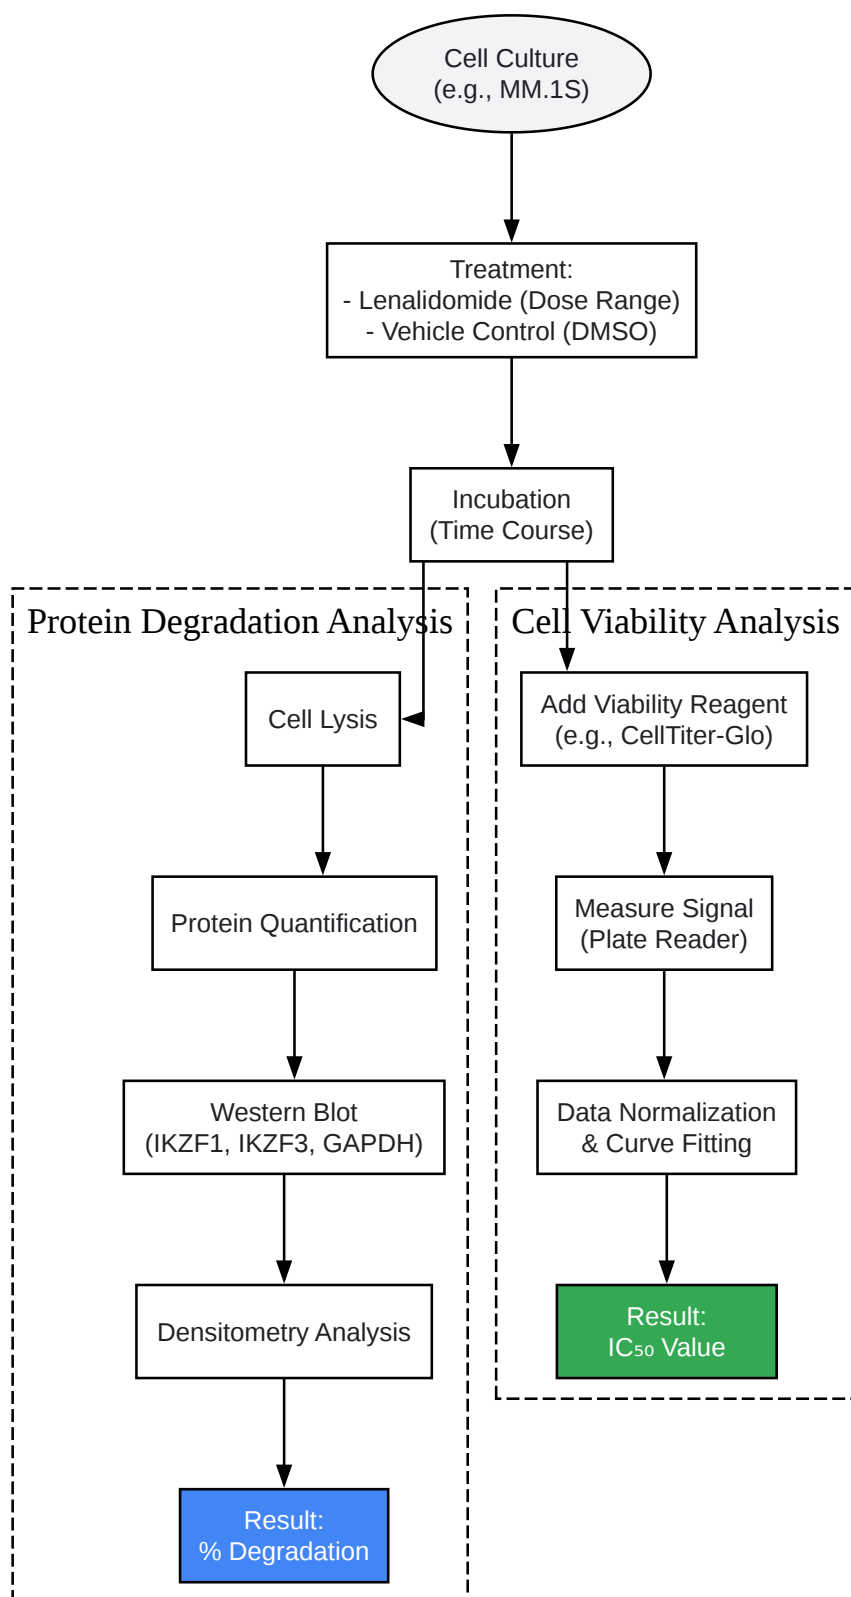 Cell Culture
(e.g., MM.1S)
Treatment:
- Lenalidomide (Dose Range)
- Vehicle Control (DMSO)
Incubation
(Time Course)
Protein Degradation Analysis
Cell Lysis
Protein Quantification
Western Blot
(IKZF1, IKZF3, GAPDH)
Densitometry Analysis
Result:
% Degradation
Cell Viability Analysis
Add Viability Reagent
(e.g., CellTiter-Glo)
Measure Signal
(Plate Reader)
Data Normalization
& Curve Fitting
Result:
IC₅₀ Value